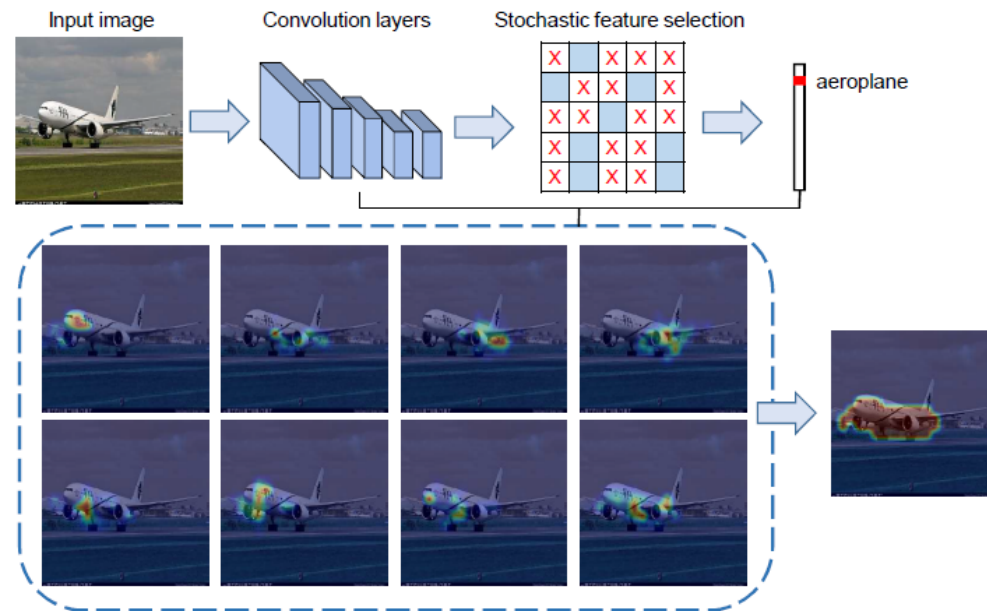 Input image
Convolution layers
Stochastic feature selection
X X X X
X X X
X X X X
X X X
X X X
aeroplane